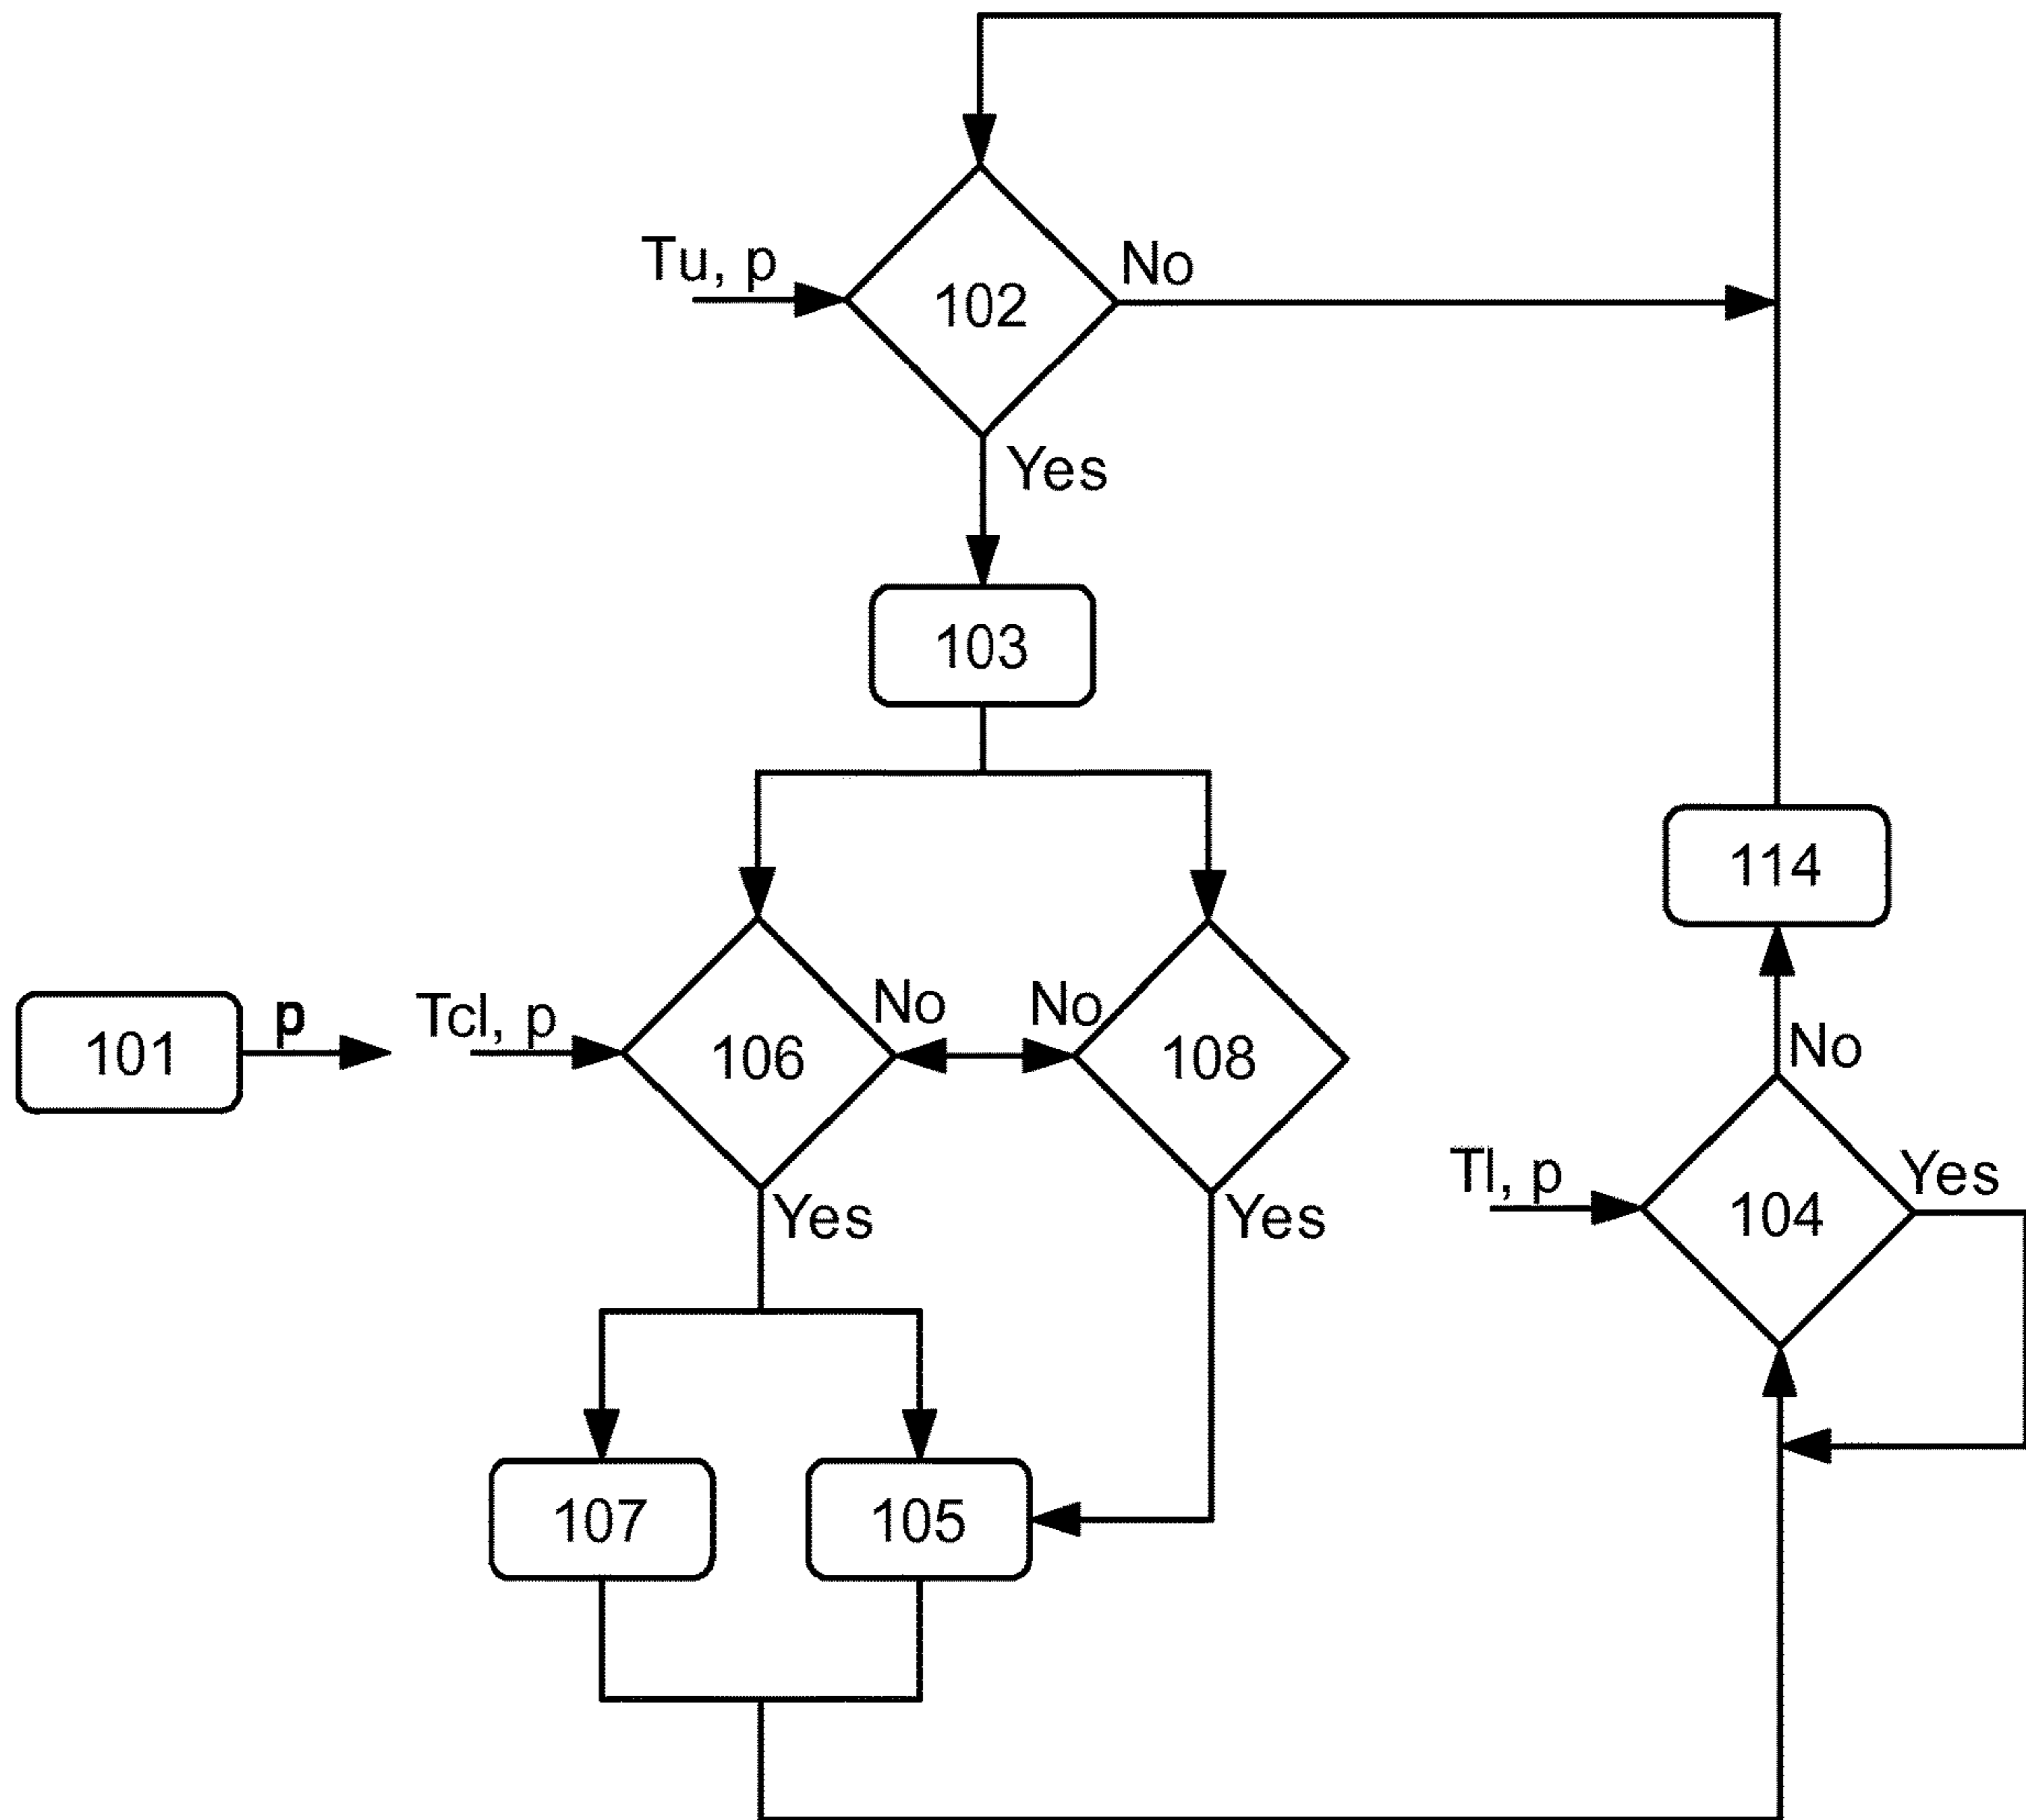 Tu, p
102
No
Yes
103
114
101
p
Tcl, p
106
No
No
108
No
Yes
Yes
Tl, p
104
Yes
107
105